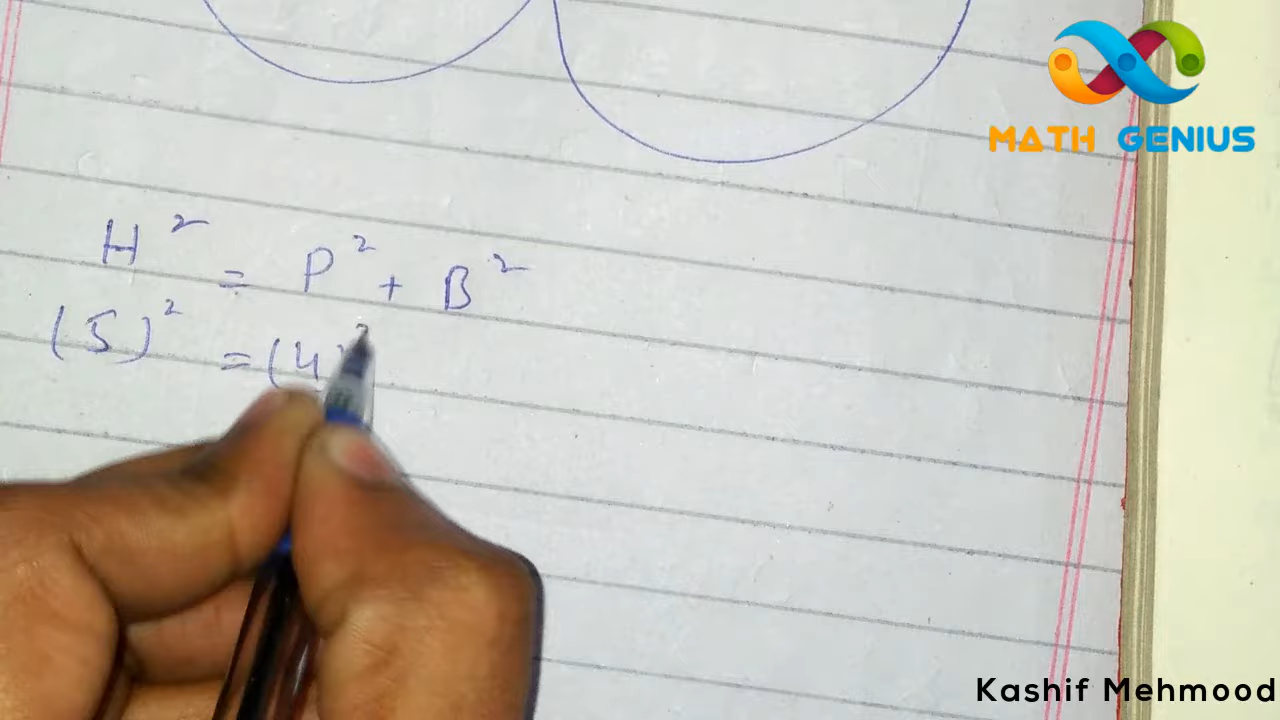 MATH GENIUS
H² = P² + B²
(5)² = (4)²
Kashif Mehmood